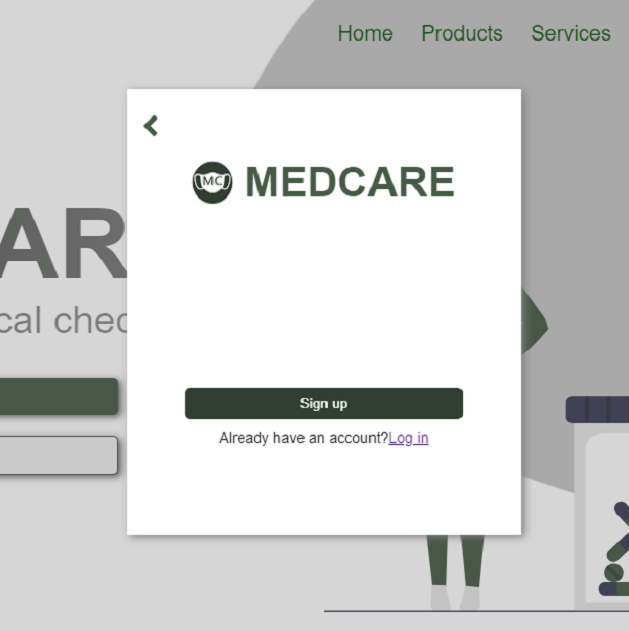 Home Products Services
MC MEDCARE
AR
cal chec
Sign up
Already have an account?Log in